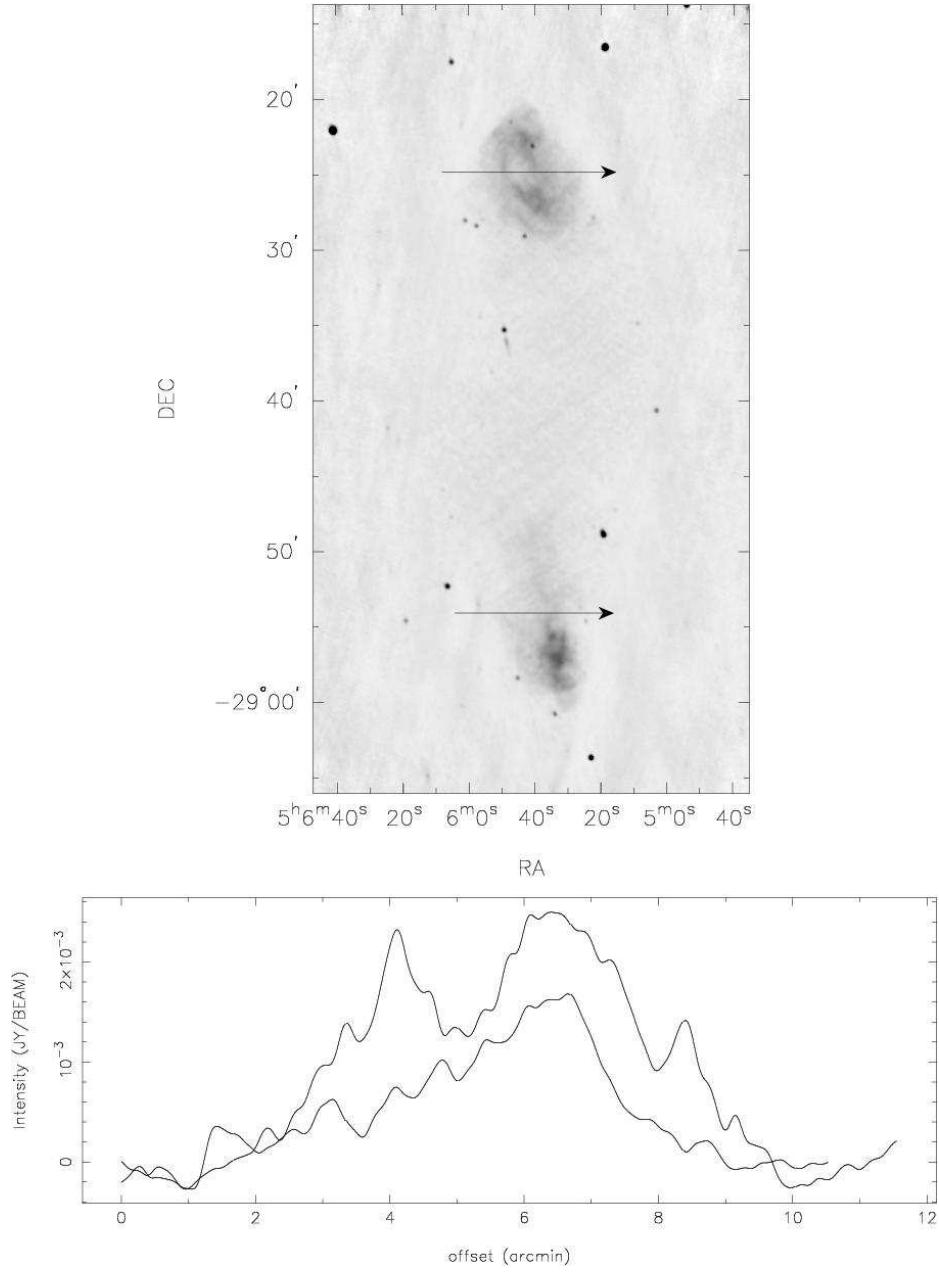 20'
30'
DEC
40'
50'
−29°00'
5ʰ6ᵐ40ˢ 20ˢ 6ᵐ0ˢ 40ˢ 20ˢ 5ᵐ0ˢ 40ˢ
RA
Intensity (JY/BEAM)
2×10⁻³
10⁻³
0
0 2 4 6 8 10 12
offset (arcmin)